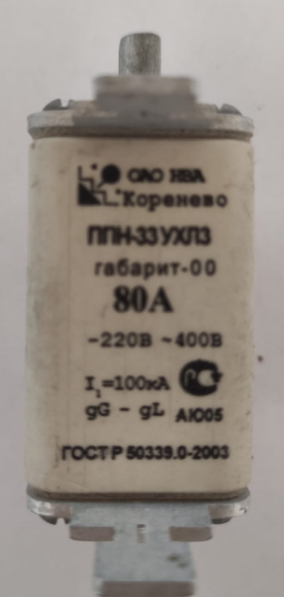 ОАО НВА
Кореневo
ППН-33 УХЛ3
габарит-00
80А
-220В ~400В
I₁=100кА
gG - gL АЮ05
ГОСТ Р 50339.0-2003